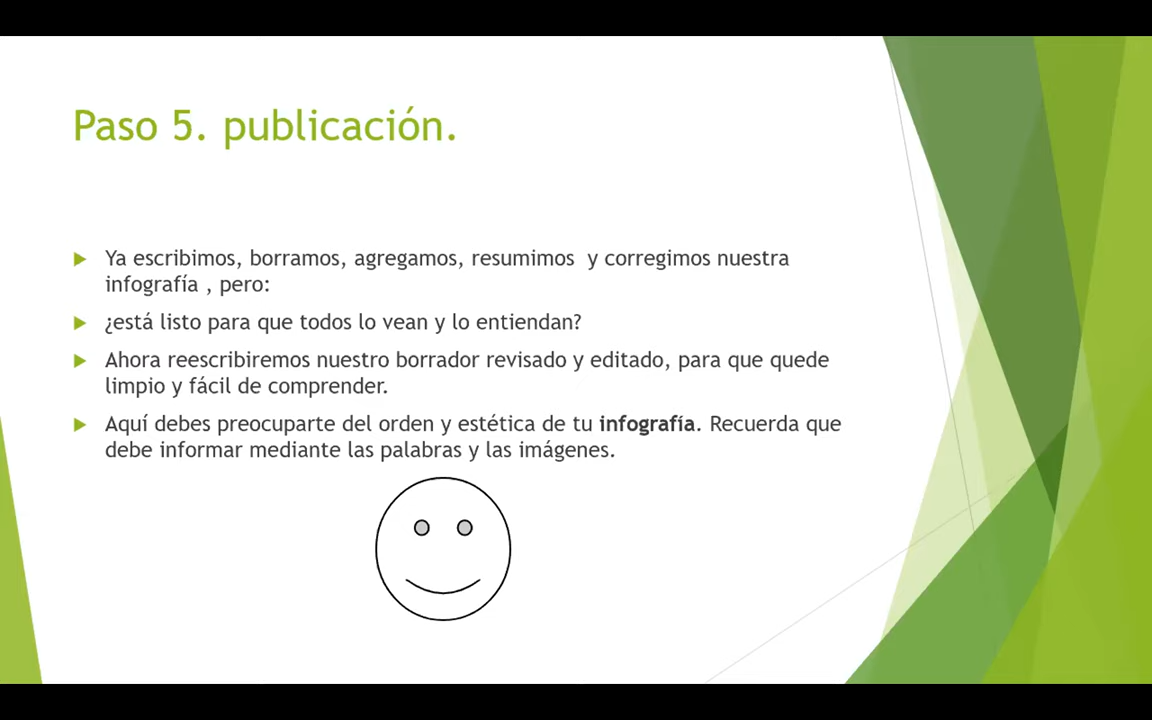 Paso 5. publicación.
Ya escribimos, borramos, agregamos, resumimos  y corregimos nuestra
infografía , pero:
¿está listo para que todos lo vean y lo entiendan?
Ahora reescribiremos nuestro borrador revisado y editado, para que quede
limpio y fácil de comprender.
Aquí debes preocuparte del orden y estética de tu infografía. Recuerda que
debe informar mediante las palabras y las imágenes.